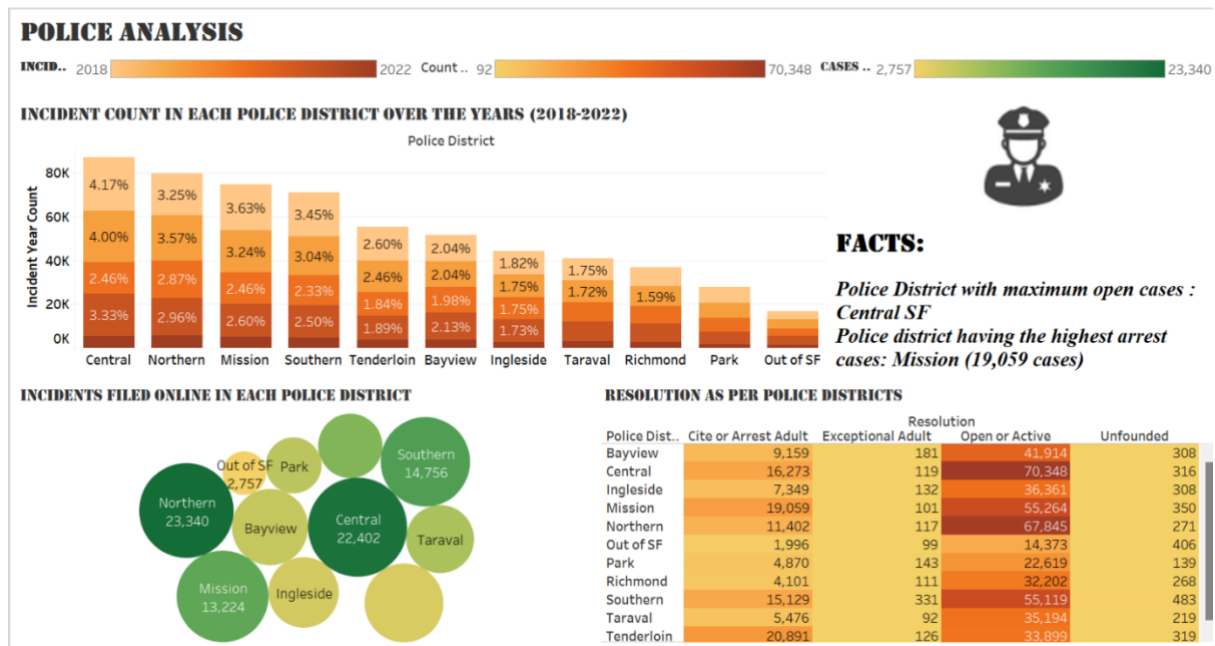 POLICE ANALYSIS
INCID.. 2018 2022 Count .. 92 70,348 CASES .. 2,757 23,340
INCIDENT COUNT IN EACH POLICE DISTRICT OVER THE YEARS (2018-2022)
Police District
Incident Year Count
80K
60K
40K
20K
0K
4.17% 4.00% 2.46% 3.33%
3.25% 3.57% 2.87% 2.96%
3.63% 3.24% 2.46% 2.60%
3.45% 3.04% 2.33% 2.50%
2.60% 2.46% 1.84% 1.89%
2.04% 2.04% 1.98% 2.13%
1.82% 1.75% 1.75% 1.73%
1.75% 1.72%
1.59%
Central Northern Mission Southern Tenderloin Bayview Ingleside Taraval Richmond Park Out of SF
FACTS:
Police District with maximum open cases :
Central SF
Police district having the highest arrest
cases: Mission (19,059 cases)
INCIDENTS FILED ONLINE IN EACH POLICE DISTRICT
Southern
14,756
Out of SF
2,757
Park
Northern
23,340
Bayview
Central
22,402
Taraval
Mission
13,224
Ingleside
RESOLUTION AS PER POLICE DISTRICTS
Resolution
Police Dist.. Cite or Arrest Adult Exceptional Adult Open or Active Unfounded
Bayview 9,159 181 41,914 308
Central 16,273 119 70,348 316
Ingleside 7,349 132 36,361 308
Mission 19,059 101 55,264 350
Northern 11,402 117 67,845 271
Out of SF 1,996 99 14,373 406
Park 4,870 143 22,619 139
Richmond 4,101 111 32,202 268
Southern 15,129 331 55,119 483
Taraval 5,476 92 35,194 219
Tenderloin 20,891 126 33,899 319